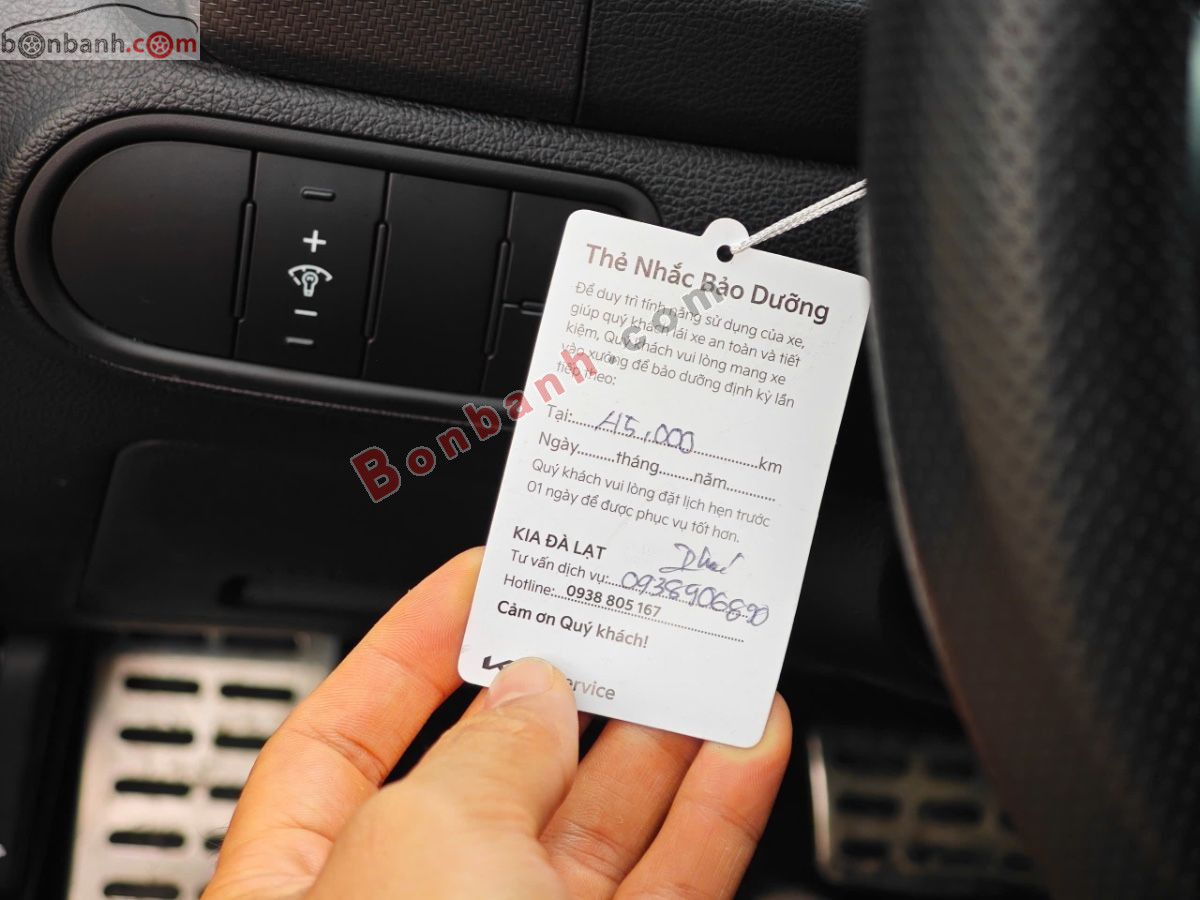 bonbanh.com
Thẻ Nhắc Bảo Dưỡng
Để duy trì tính năng sử dụng của xe,
giúp quý khách lái xe an toàn và tiết
kiệm, Quý khách vui lòng mang xe
vào xưởng để bảo dưỡng định kỳ lần
tiếp theo:
Bonbanh.com
Tại:.....45,000............km
Ngày.........tháng........năm............
Quý khách vui lòng đặt lịch hẹn trước
01 ngày để được phục vụ tốt hơn.
KIA ĐÀ LẠT
Tư vấn dịch vụ:..0938906890
Hotline:..0938 805 167
Cảm ơn Quý khách!
Service